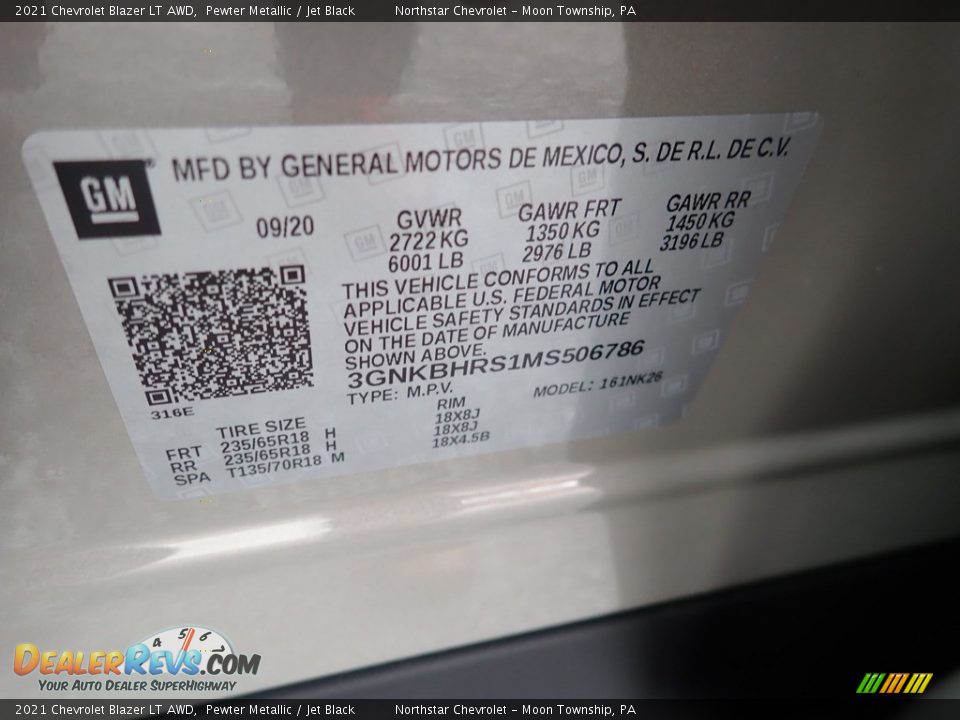 2021 Chevrolet Blazer LT AWD, Pewter Metallic / Jet Black Northstar Chevrolet – Moon Township, PA
GM MFD BY GENERAL MOTORS DE MEXICO, S. DE R.L. DE C.V.
09/20 GVWR GAWR FRT GAWR RR
2722 KG 1350 KG 1450 KG
6001 LB 2976 LB 3196 LB
THIS VEHICLE CONFORMS TO ALL
APPLICABLE U.S. FEDERAL MOTOR
VEHICLE SAFETY STANDARDS IN EFFECT
ON THE DATE OF MANUFACTURE
SHOWN ABOVE.
3GNKBHRS1MS506786
TYPE: M.P.V. MODEL: 161NK26
316E
TIRE SIZE RIM
FRT 235/65R18 H 18X8J
RR 235/65R18 H 18X8J
SPA T135/70R18 M 18X4.5B
4 5 6
DEALERREVS.COM
YOUR AUTO DEALER SUPERHIGHWAY
2021 Chevrolet Blazer LT AWD, Pewter Metallic / Jet Black Northstar Chevrolet – Moon Township, PA